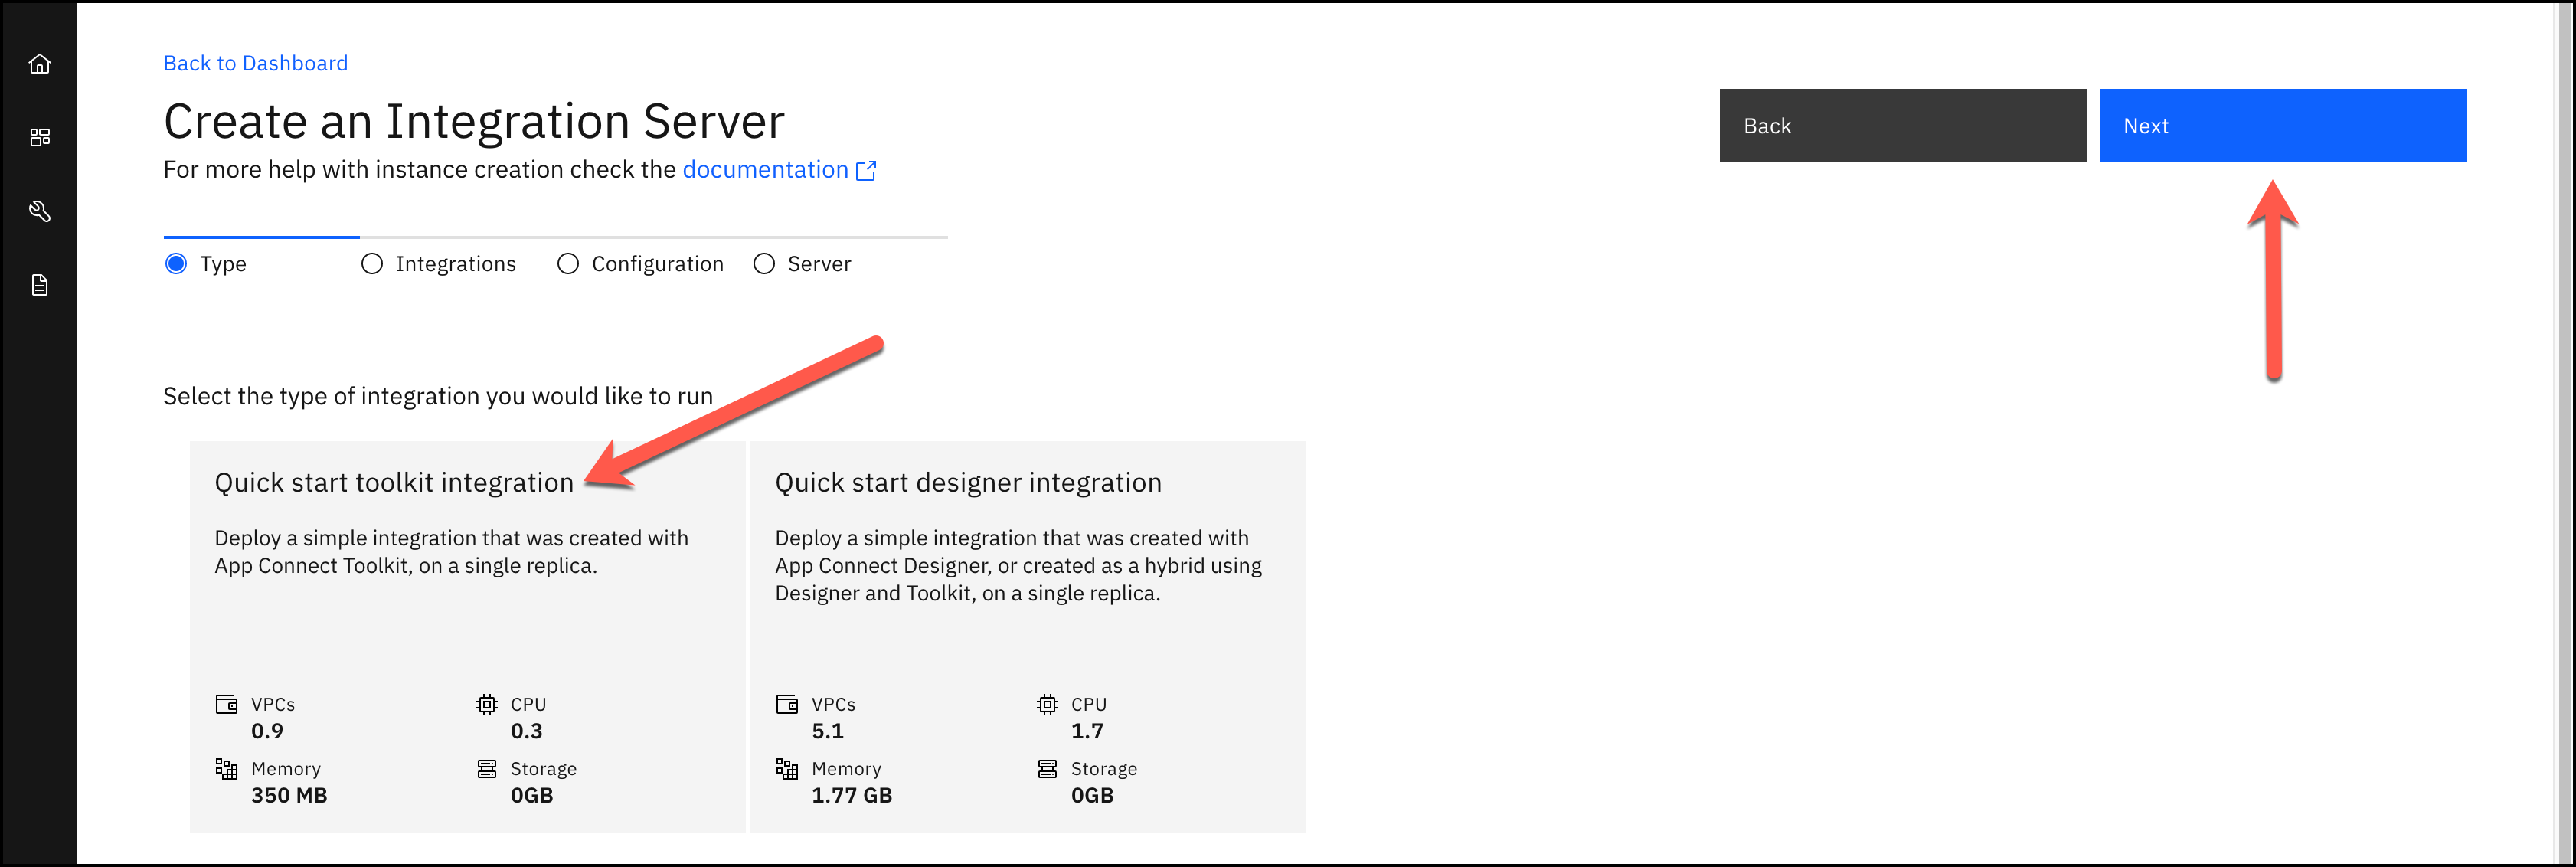 Back to Dashboard
Create an Integration Server
For more help with instance creation check the documentation
Back
Next
Type
Integrations
Configuration
Server
Select the type of integration you would like to run
Quick start toolkit integration
Deploy a simple integration that was created with
App Connect Toolkit, on a single replica.
VPCs
0.9
CPU
0.3
Memory
350 MB
Storage
0GB
Quick start designer integration
Deploy a simple integration that was created with
App Connect Designer, or created as a hybrid using
Designer and Toolkit, on a single replica.
VPCs
5.1
CPU
1.7
Memory
1.77 GB
Storage
0GB